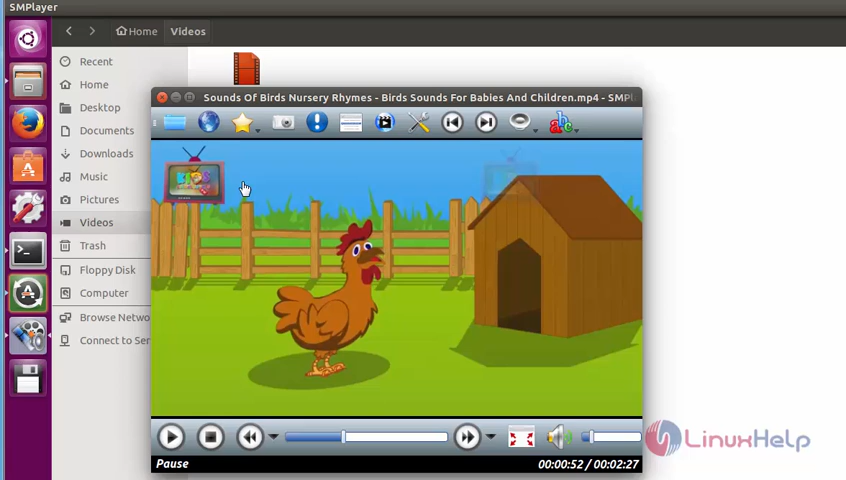 SMPlayer
Home
Videos
Recent
Home
Desktop
Documents
Downloads
Music
Pictures
Videos
Trash
Floppy Disk
Computer
Browse Netwo
Connect to Ser
Sounds Of Birds Nursery Rhymes - Birds Sounds For Babies And Children.mp4 - SMPl
abc
KIDS
Pause
00:00:52 / 00:02:27
LinuxHelp